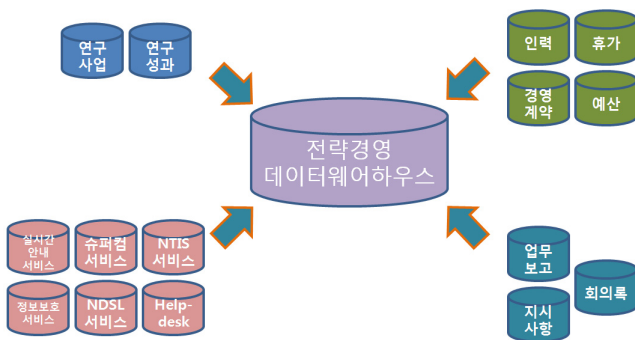 연구
사업
연구
성과
인력
휴가
경영
계약
예산
전략경영
데이터웨어하우스
실시간
안내
서비스
슈퍼컴
서비스
NTIS
서비스
정보보호
서비스
NDSL
서비스
Help-
desk
업무
보고
회의록
지시
사항